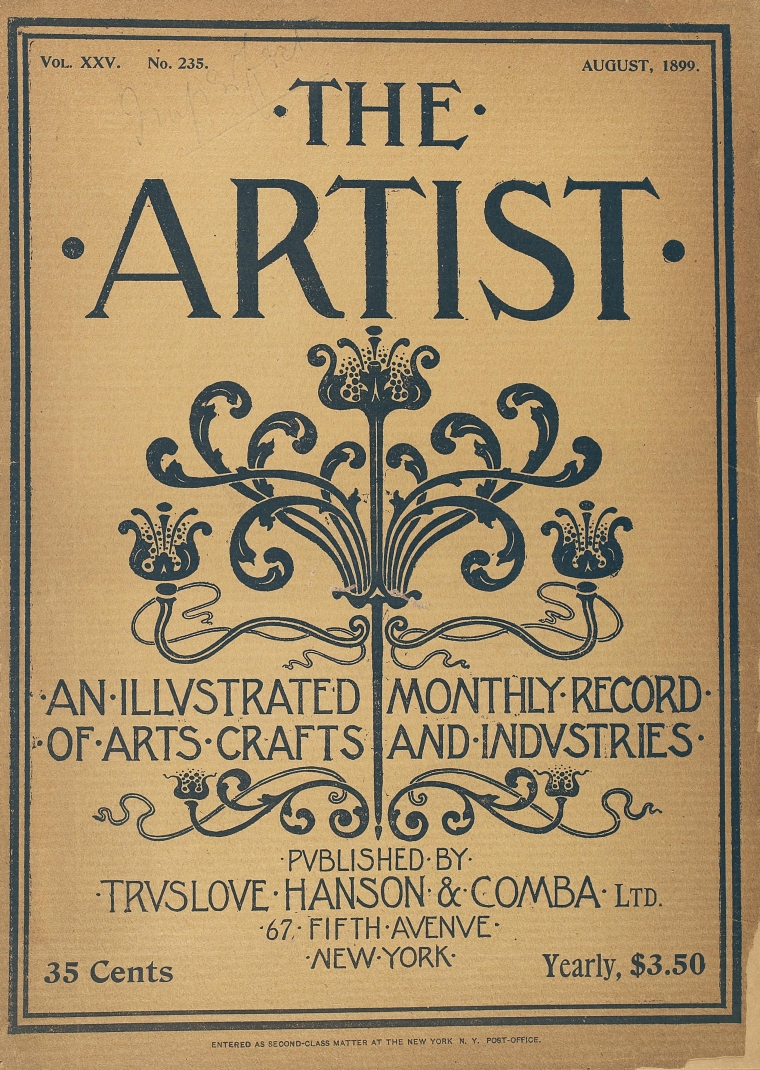 VOL. XXV. No. 235.
AUGUST, 1899.
·THE·
·ARTIST·
·AN·ILLVSTRATED MONTHLY·RECORD·
·OF·ARTS·CRAFTS AND·INDVSTRIES·
·PVBLISHED·BY·
·TRVSLOVE·HANSON·&·COMBA·LTD.
·67·FIFTH·AVENVE·
·NEW·YORK·
35 Cents
Yearly, $3.50
ENTERED AS SECOND-CLASS MATTER AT THE NEW YORK N. Y. POST-OFFICE.